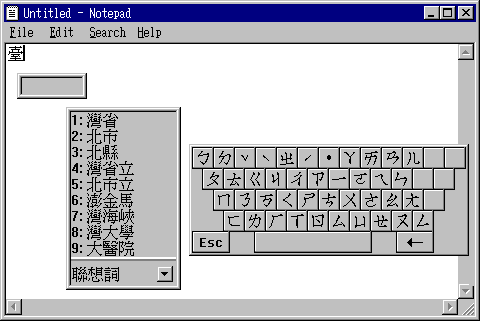 Untitled - Notepad
File Edit Search Help
臺
1: 灣省
2: 北市
3: 北縣
4: 灣省立
5: 北市立
6: 澎金馬
7: 灣海峽
8: 灣大學
9: 大醫院
聯想詞
ㄅ ㄉ ˇ ˋ ㄓ ˊ ˙ ㄚ ㄞ ㄢ ㄦ
ㄆ ㄊ ㄍ ㄐ ㄔ ㄗ ㄧ ㄛ ㄟ ㄣ
ㄇ ㄋ ㄎ ㄑ ㄕ ㄘ ㄨ ㄜ ㄠ ㄤ
ㄈ ㄌ ㄏ ㄒ ㄖ ㄙ ㄩ ㄝ ㄡ ㄥ
Esc ←